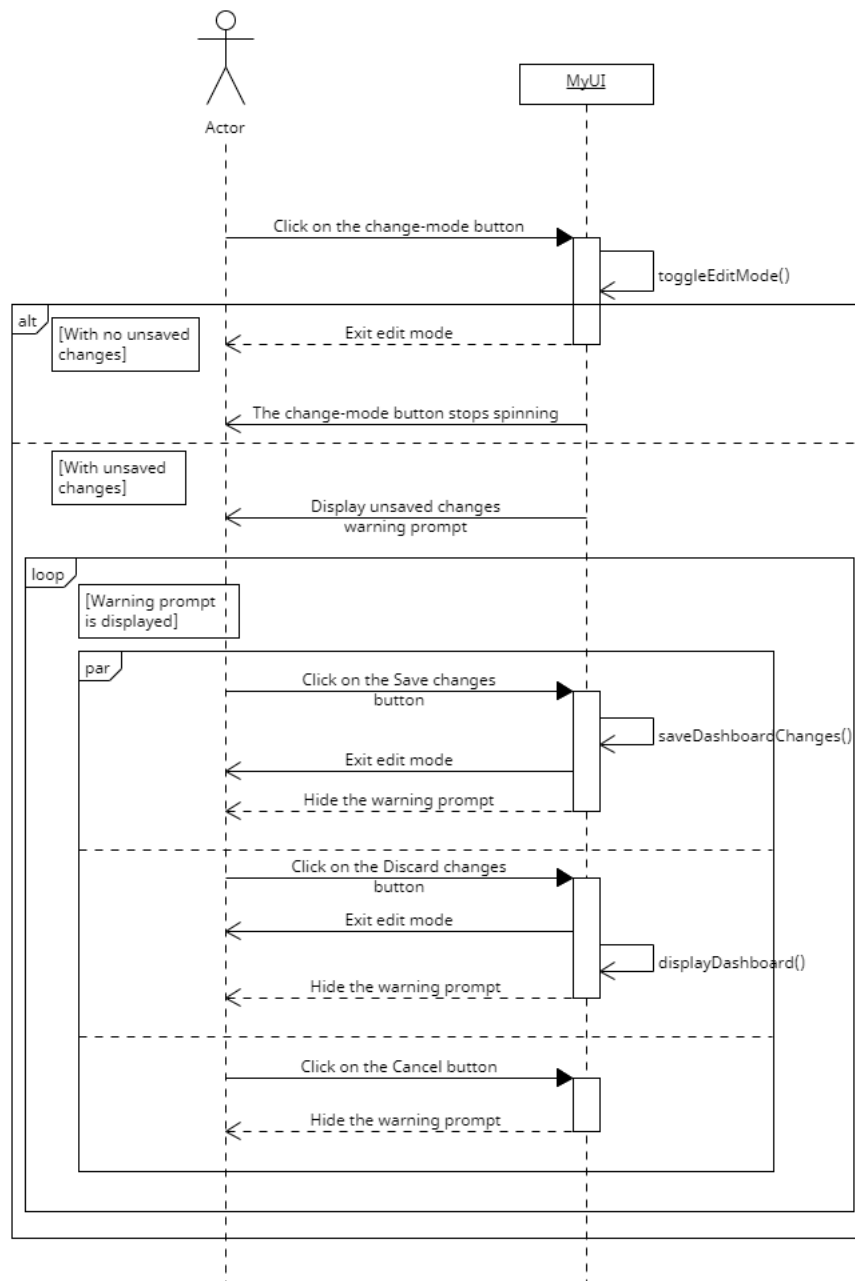 MyUI
Actor
Click on the change-mode button
toggleEditMode()
alt
[With no unsaved
changes]
Exit edit mode
The change-mode button stops spinning
[With unsaved
changes]
Display unsaved changes
warning prompt
loop
[Warning prompt
is displayed]
par
Click on the Save changes
button
saveDashboardChanges()
Exit edit mode
Hide the warning prompt
Click on the Discard changes
button
Exit edit mode
displayDashboard()
Hide the warning prompt
Click on the Cancel button
Hide the warning prompt